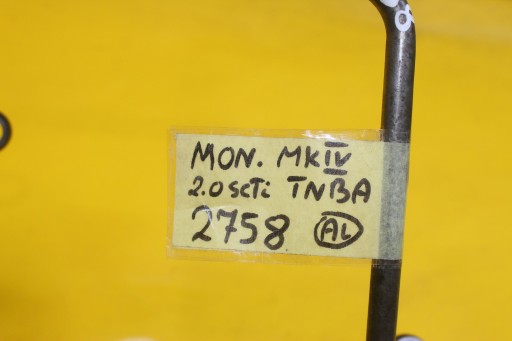 MON. MKIV
2.0 SCTi TNBA
2758 AL